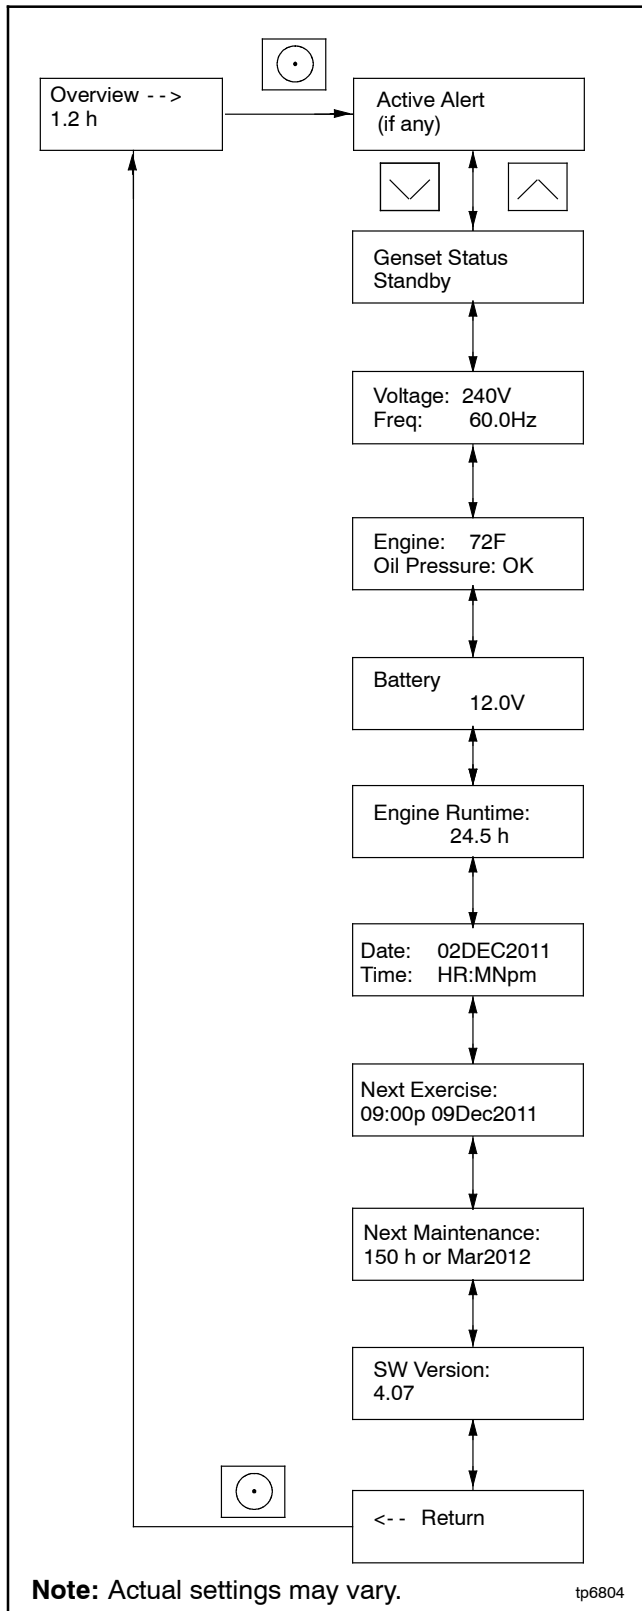 Overview - ->
1.2 h
Active Alert
(if any)
Genset Status
Standby
Voltage: 240V
Freq: 60.0Hz
Engine: 72F
Oil Pressure: OK
Battery
12.0V
Engine Runtime:
24.5 h
Date: 02DEC2011
Time: HR:MNpm
Next Exercise:
09:00p 09Dec2011
Next Maintenance:
150 h or Mar2012
SW Version:
4.07
<- - Return
Note: Actual settings may vary.
tp6804